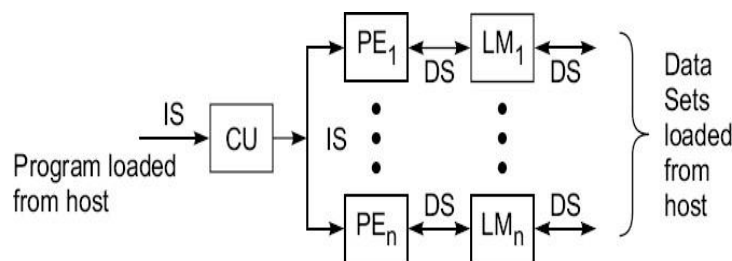 PE₁ LM₁
DS DS
IS CU IS
Program loaded
from host
DS DS
PEₙ LMₙ
Data
Sets
loaded
from
host